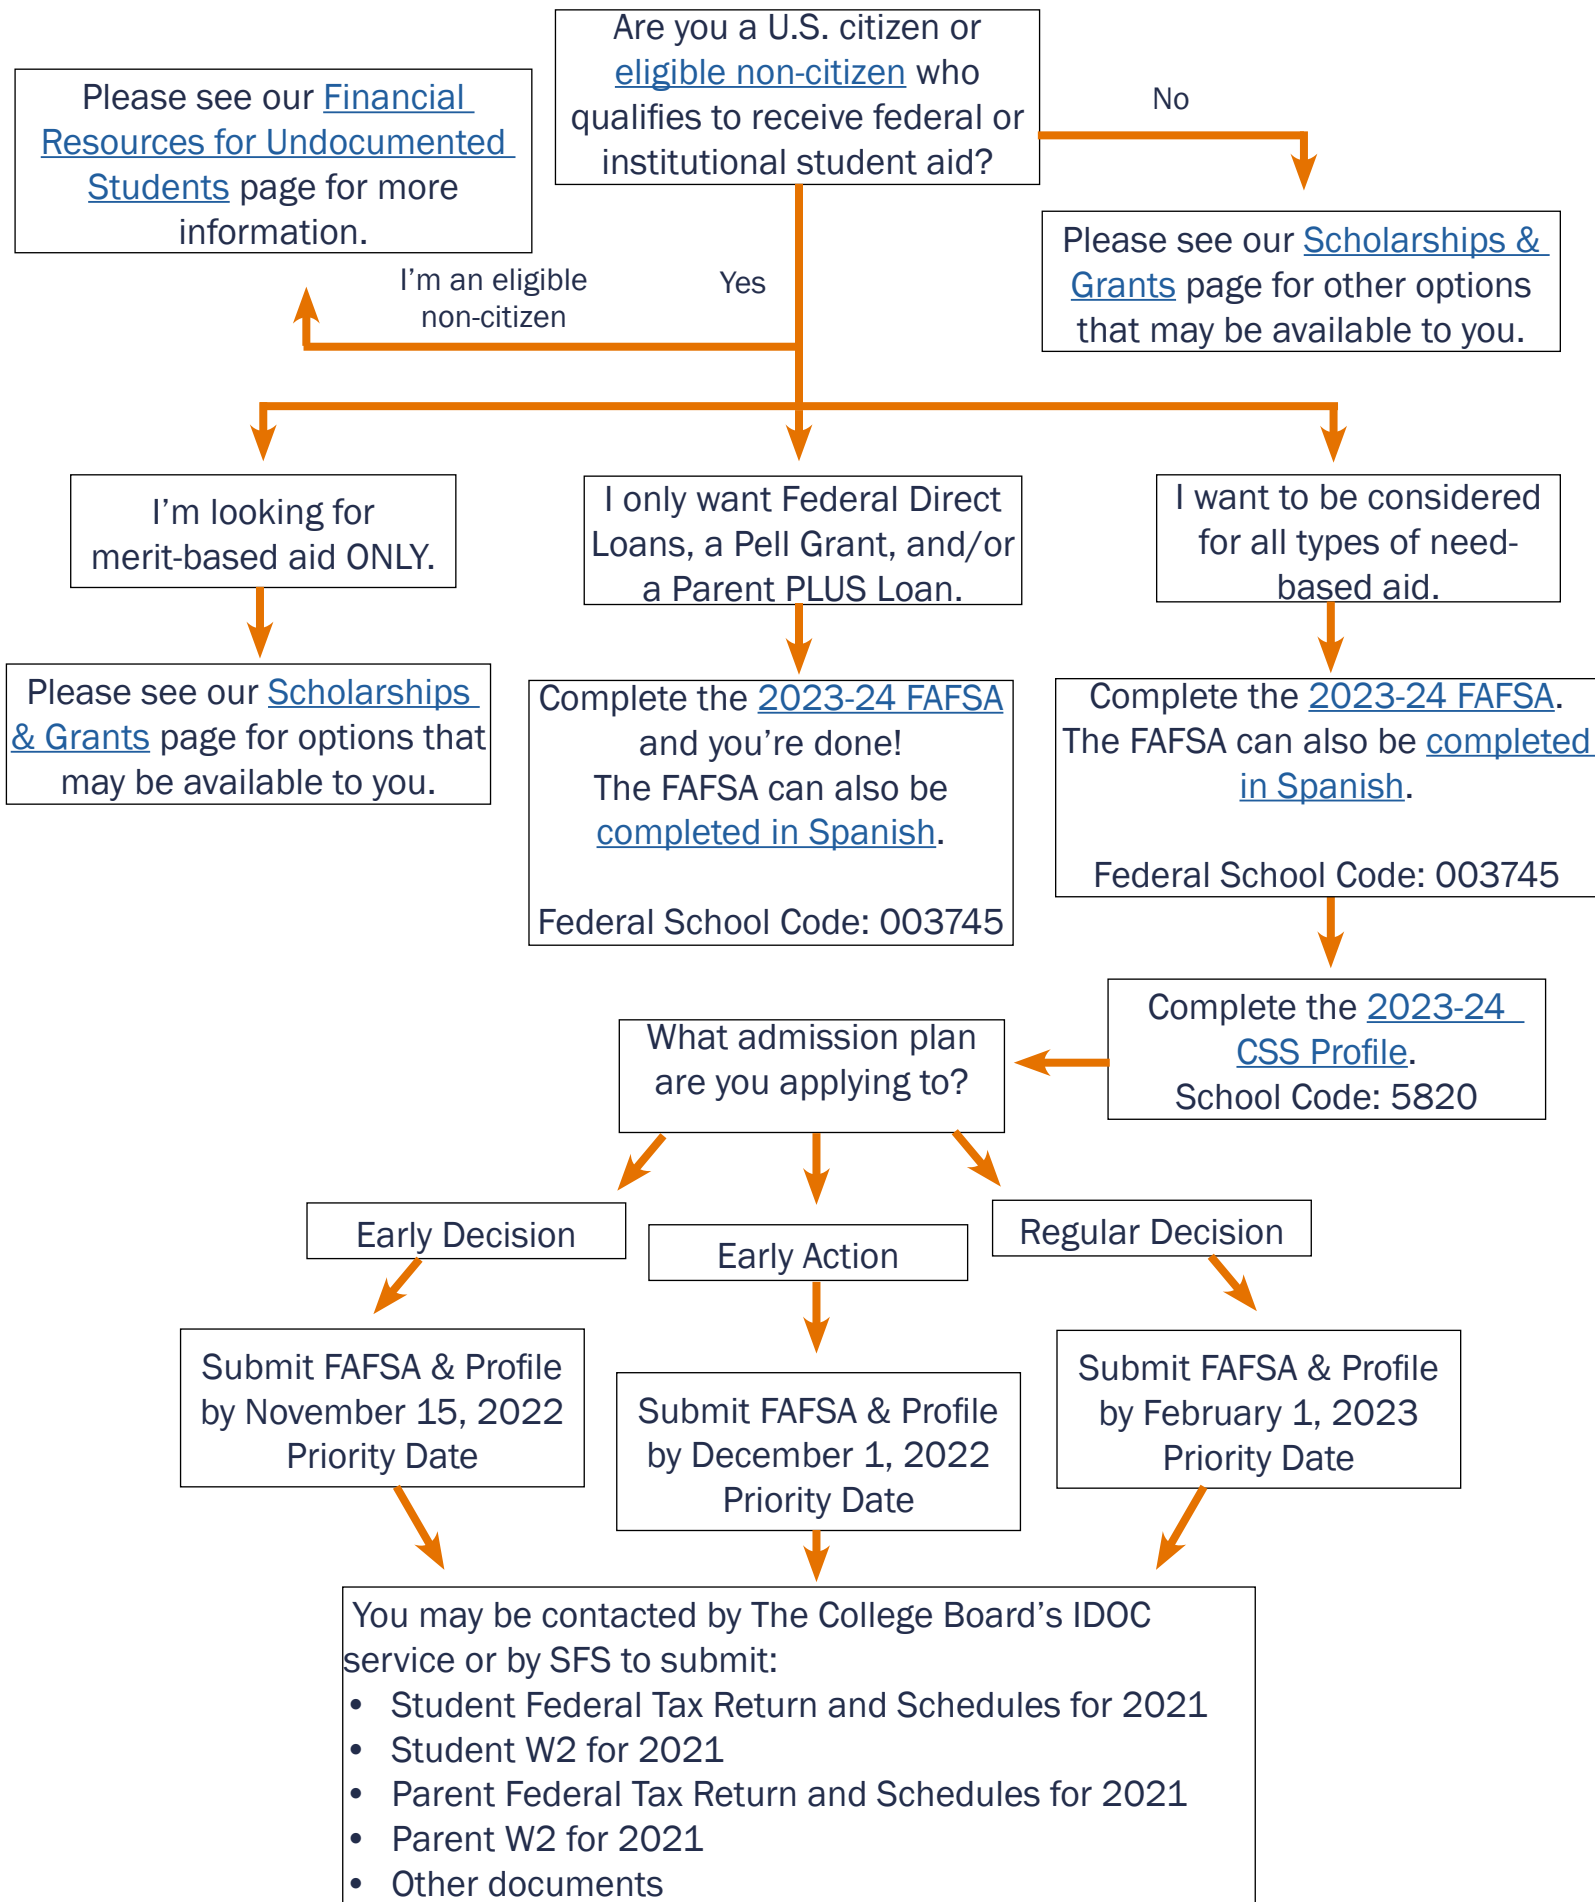 Are you a U.S. citizen or
eligible non-citizen who
qualifies to receive federal or
institutional student aid?
No
Please see our Financial
Resources for Undocumented
Students page for more
information.
Please see our Scholarships &
Grants page for other options
that may be available to you.
I'm an eligible
non-citizen
Yes
I'm looking for
merit-based aid ONLY.
I only want Federal Direct
Loans, a Pell Grant, and/or
a Parent PLUS Loan.
I want to be considered
for all types of need-
based aid.
Please see our Scholarships
& Grants page for options that
may be available to you.
Complete the 2023-24 FAFSA
and you're done!
The FAFSA can also be
completed in Spanish.
Federal School Code: 003745
Complete the 2023-24 FAFSA.
The FAFSA can also be completed
in Spanish.
Federal School Code: 003745
Complete the 2023-24
CSS Profile.
School Code: 5820
What admission plan
are you applying to?
Early Decision
Early Action
Regular Decision
Submit FAFSA & Profile
by November 15, 2022
Priority Date
Submit FAFSA & Profile
by December 1, 2022
Priority Date
Submit FAFSA & Profile
by February 1, 2023
Priority Date
You may be contacted by The College Board's IDOC
service or by SFS to submit:
• Student Federal Tax Return and Schedules for 2021
• Student W2 for 2021
• Parent Federal Tax Return and Schedules for 2021
• Parent W2 for 2021
• Other documents